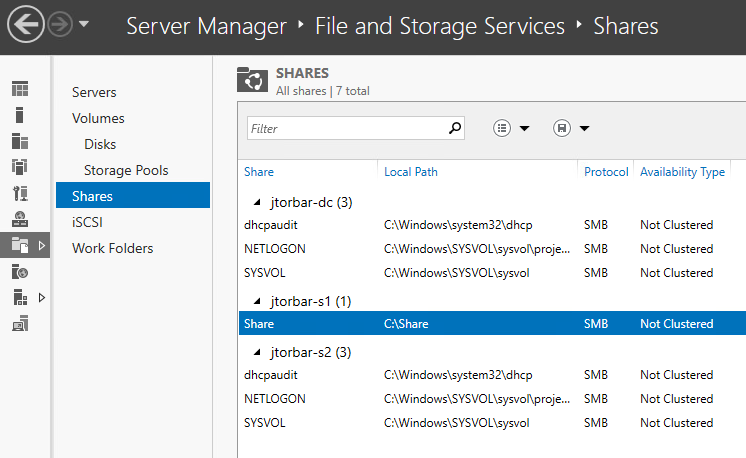 Server Manager ‣ File and Storage Services ‣ Shares
Servers
Volumes
Disks
Storage Pools
Shares
iSCSI
Work Folders
SHARES
All shares | 7 total
Filter
Share Local Path Protocol Availability Type
jtorbar-dc (3)
dhcpaudit C:\Windows\system32\dhcp SMB Not Clustered
NETLOGON C:\Windows\SYSVOL\sysvol\proje... SMB Not Clustered
SYSVOL C:\Windows\SYSVOL\sysvol SMB Not Clustered
jtorbar-s1 (1)
Share C:\Share SMB Not Clustered
jtorbar-s2 (3)
dhcpaudit C:\Windows\system32\dhcp SMB Not Clustered
NETLOGON C:\Windows\SYSVOL\sysvol\proje... SMB Not Clustered
SYSVOL C:\Windows\SYSVOL\sysvol SMB Not Clustered